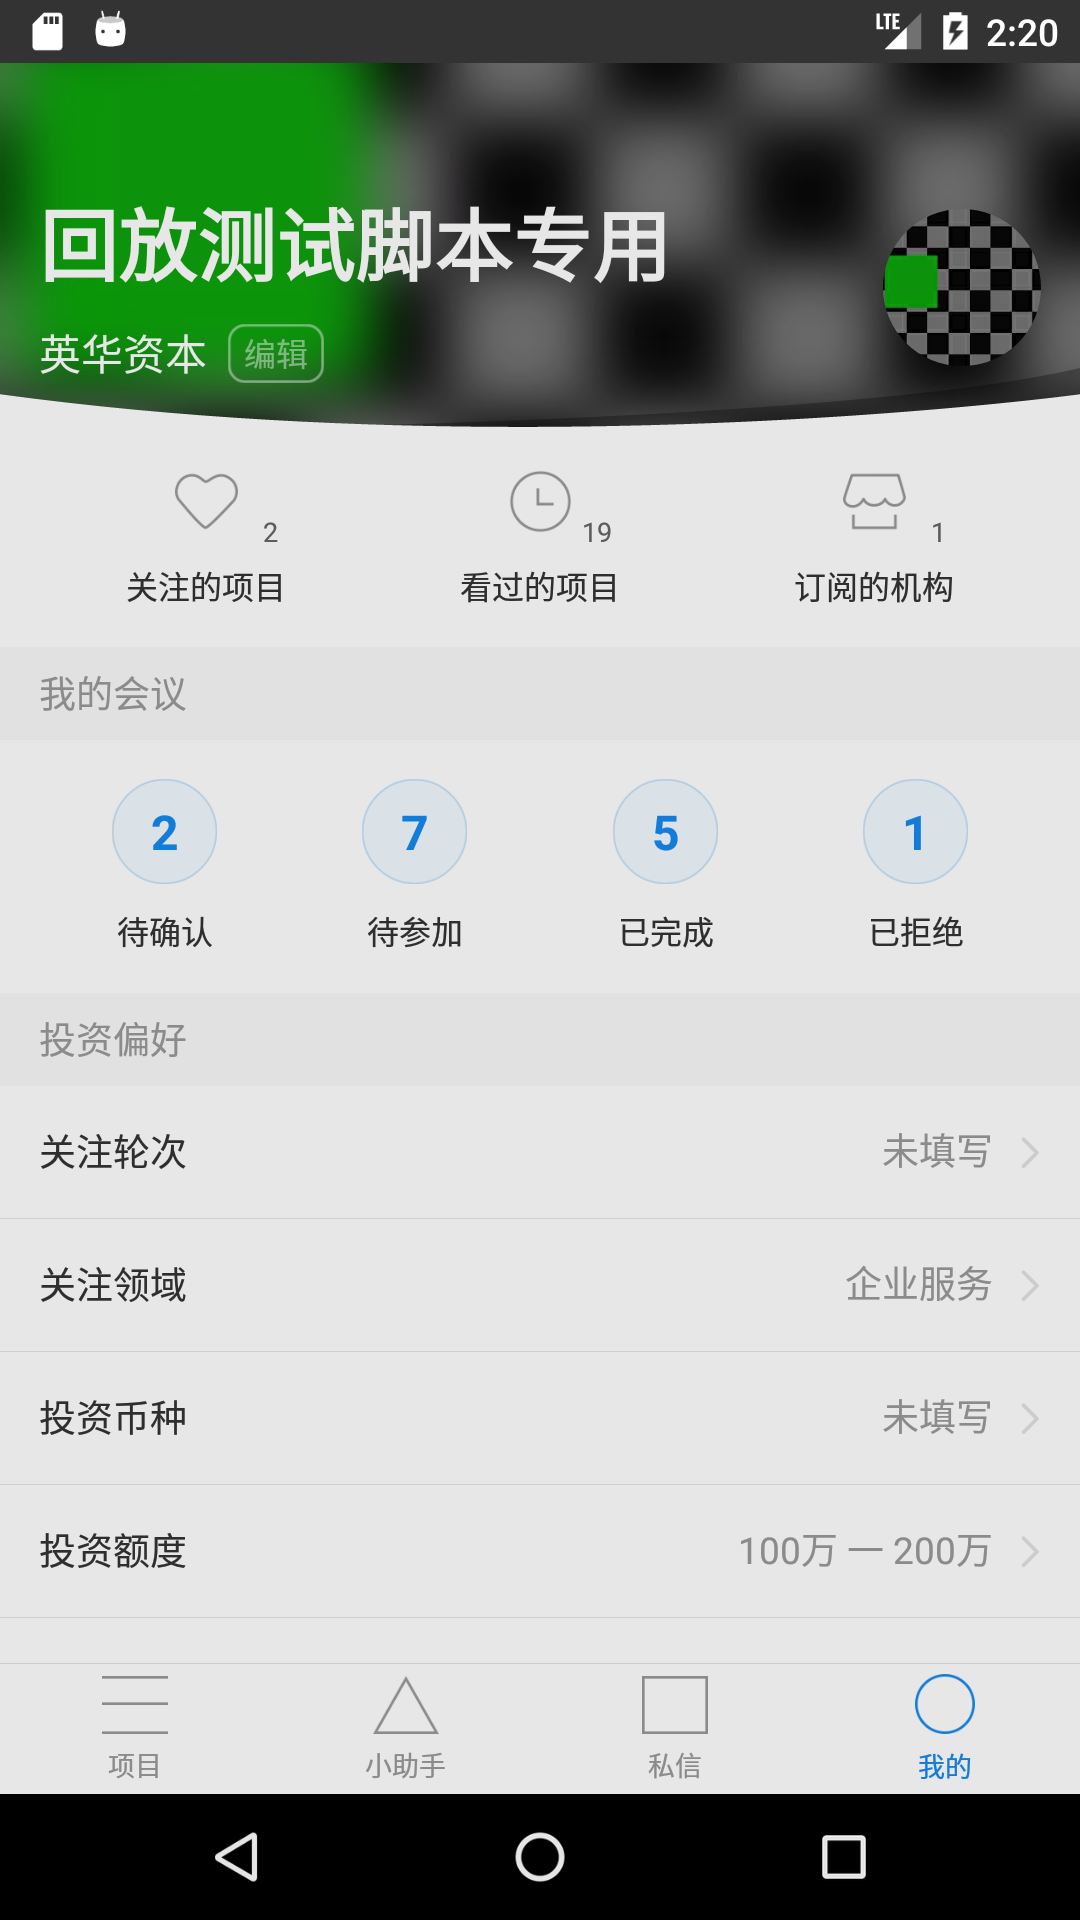 LTE 2:20
回放测试脚本专用
英华资本 编辑
2 19 1
关注的项目 看过的项目 订阅的机构
我的会议
2 7 5 1
待确认 待参加 已完成 已拒绝
投资偏好
关注轮次 未填写
关注领域 企业服务
投资币种 未填写
投资额度 100万 一 200万
项目 小助手 私信 我的